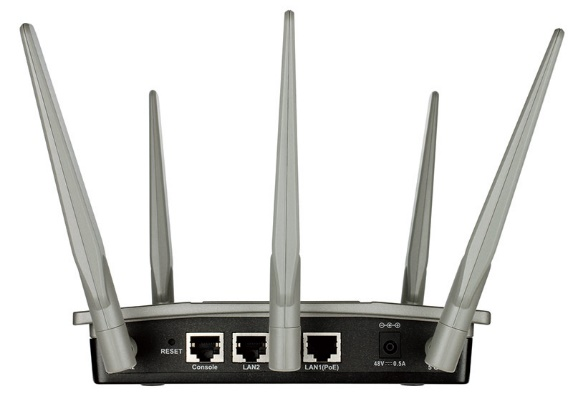 RESET
Console
LAN2
LAN1(PoE)
48V⎓0.5A